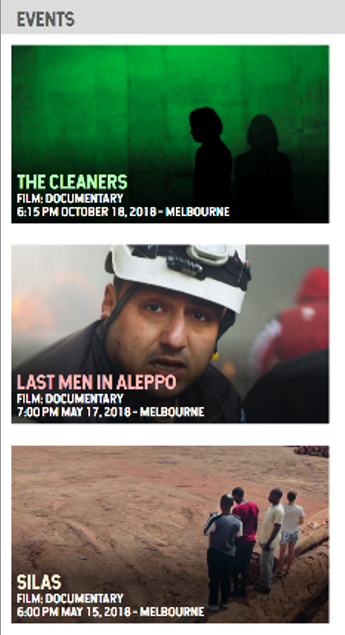 EVENTS
THE CLEANERS
FILM: DOCUMENTARY
6:15 PM OCTOBER 18, 2018 - MELBOURNE
LAST MEN IN ALEPPO
FILM: DOCUMENTARY
7:00 PM MAY 17, 2018 - MELBOURNE
SILAS
FILM: DOCUMENTARY
6:00 PM MAY 15, 2018 - MELBOURNE